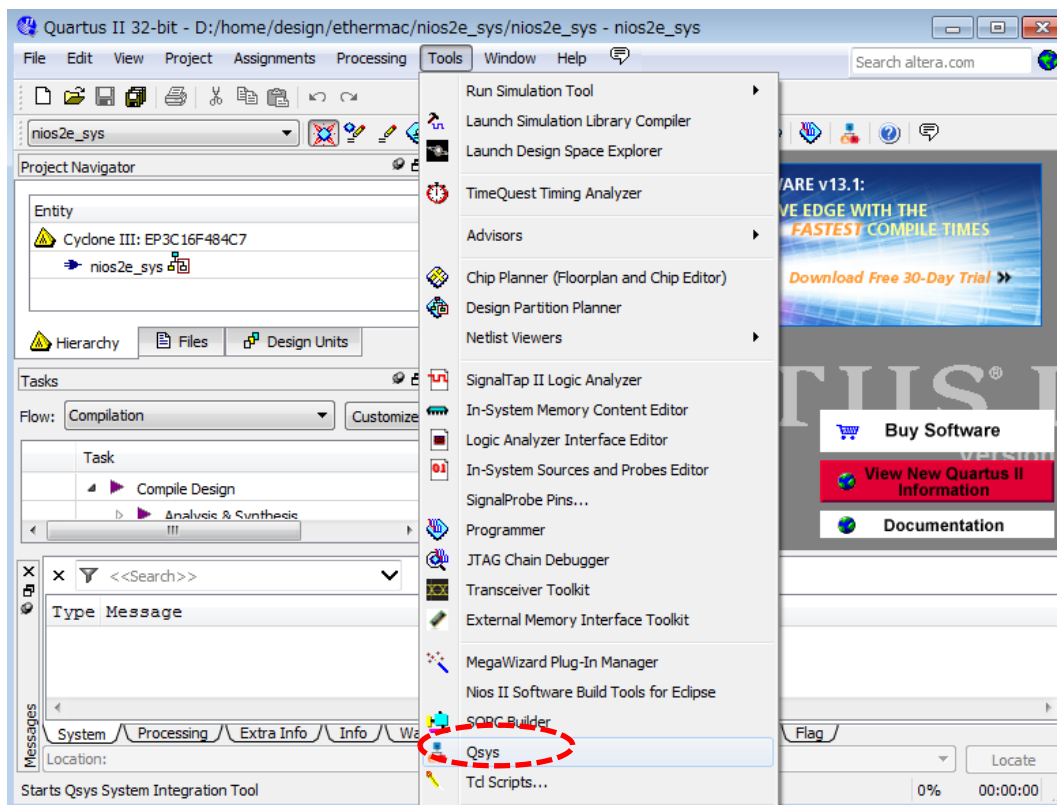 Quartus II 32-bit - D:/home/design/ethermac/nios2e_sys/nios2e_sys - nios2e_sys
File Edit View Project Assignments Processing Tools Window Help
Search altera.com
nios2e_sys
Project Navigator
Entity
Cyclone III: EP3C16F484C7
nios2e_sys
Hierarchy Files Design Units
Tasks
Flow: Compilation Customize
Task
Compile Design
Analysis & Synthesis
<<Search>>
Type Message
System Processing Extra Info Info Wa
Messages
Location:
Starts Qsys System Integration Tool
Run Simulation Tool
Launch Simulation Library Compiler
Launch Design Space Explorer
TimeQuest Timing Analyzer
Advisors
Chip Planner (Floorplan and Chip Editor)
Design Partition Planner
Netlist Viewers
SignalTap II Logic Analyzer
In-System Memory Content Editor
Logic Analyzer Interface Editor
In-System Sources and Probes Editor
SignalProbe Pins...
Programmer
JTAG Chain Debugger
Transceiver Toolkit
External Memory Interface Toolkit
MegaWizard Plug-In Manager
Nios II Software Build Tools for Eclipse
SOPC Builder
Qsys
Tcl Scripts...
ARE v13.1:
VE EDGE WITH THE
FASTEST COMPILE TIMES
Download Free 30-Day Trial
TUS® I
Version
Buy Software
View New Quartus II
Information
Documentation
Flag
Locate
0% 00:00:00